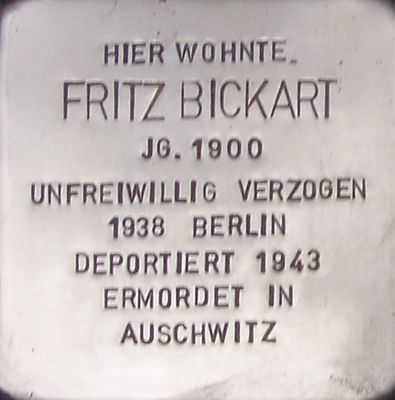 HIER WOHNTE
FRITZ BICKART
JG. 1900
UNFREIWILLIG VERZOGEN
1938 BERLIN
DEPORTIERT 1943
ERMORDET IN
AUSCHWITZ